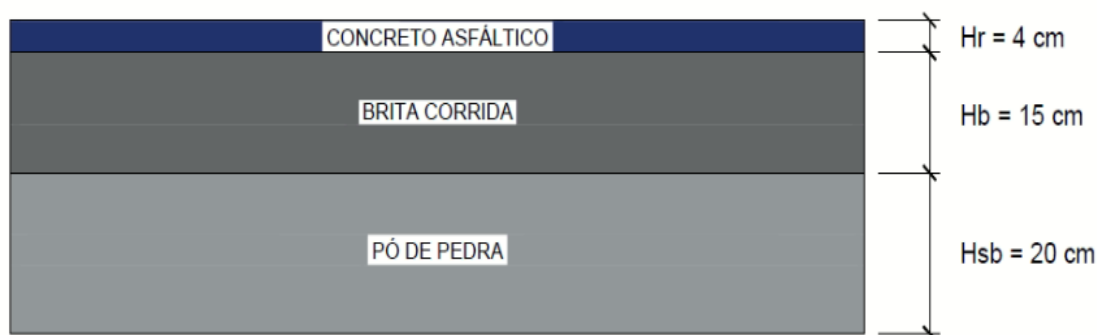 CONCRETO ASFÁLTICO
Hr = 4 cm
BRITA CORRIDA
Hb = 15 cm
PÓ DE PEDRA
Hsb = 20 cm